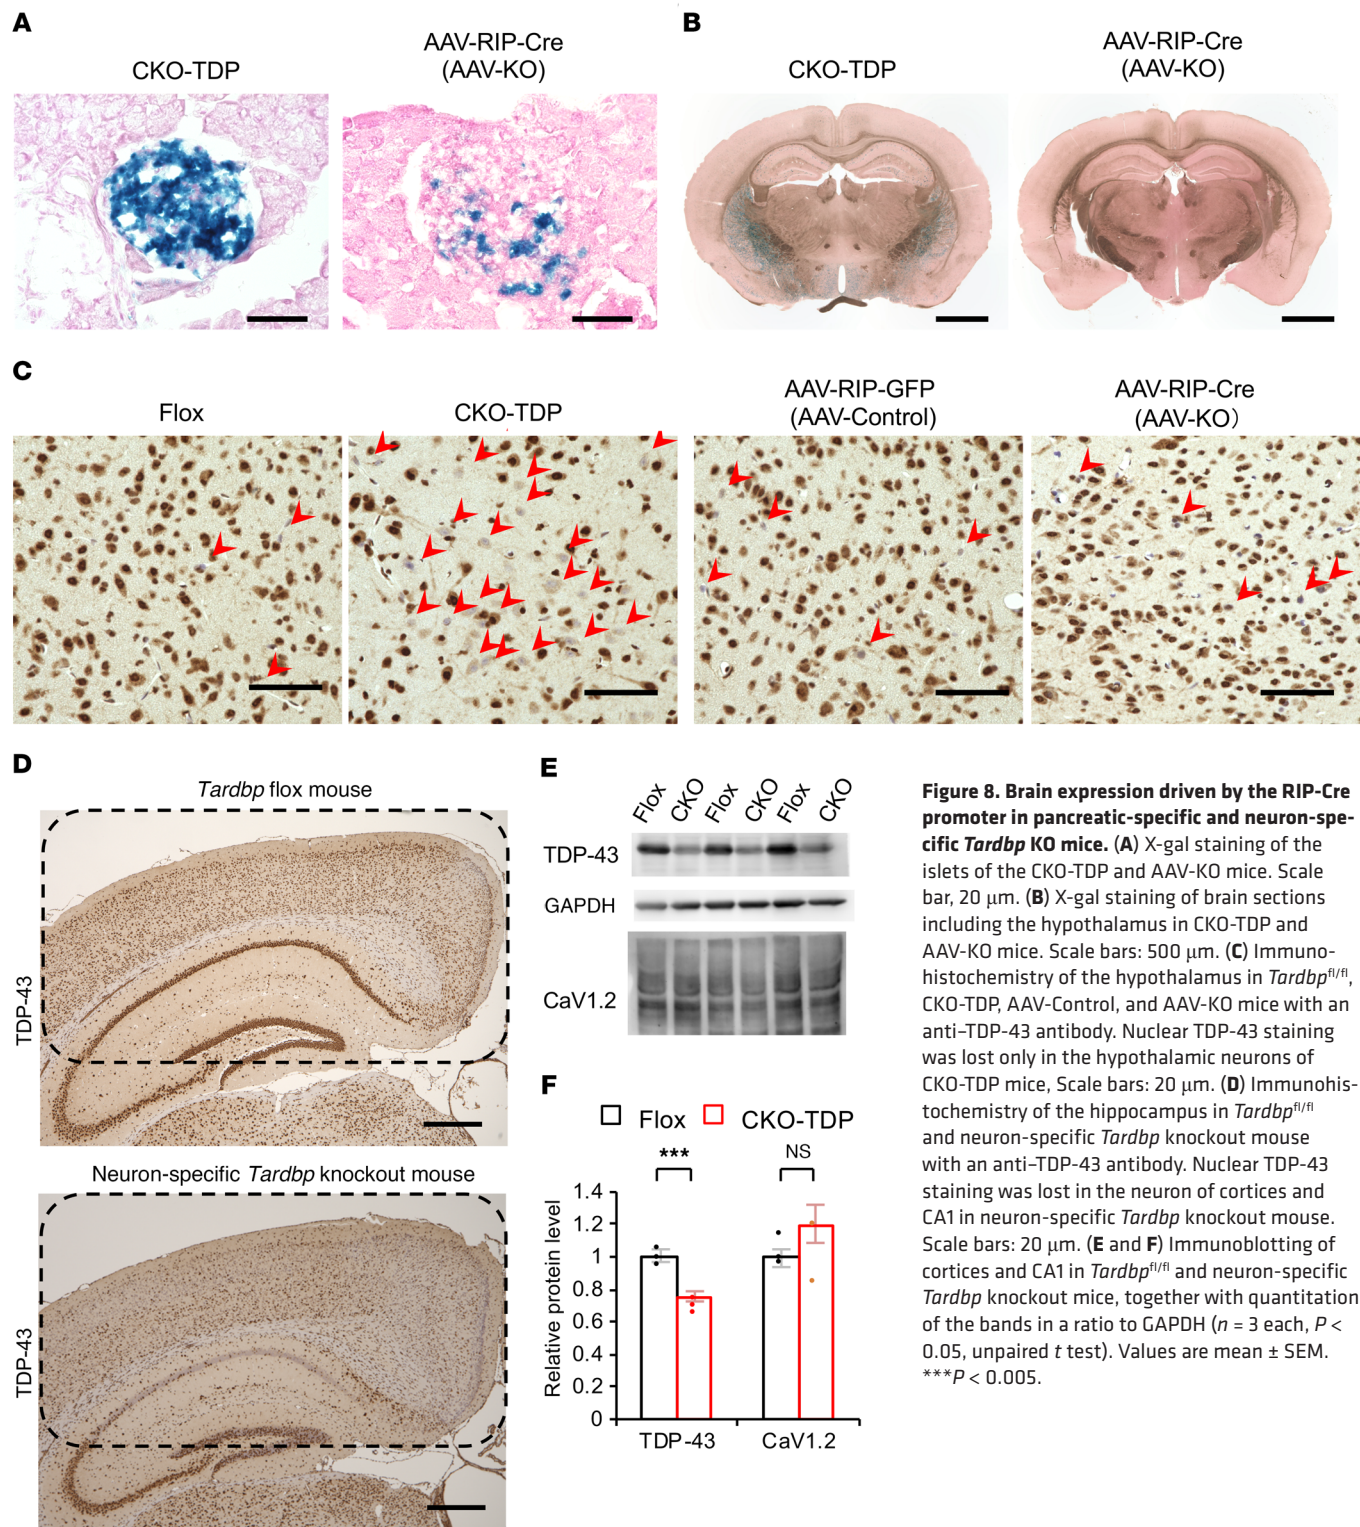 A
CKO-TDP
AAV-RIP-Cre
(AAV-KO)
B
CKO-TDP
AAV-RIP-Cre
(AAV-KO)
C
Flox
CKO-TDP
AAV-RIP-GFP
(AAV-Control)
AAV-RIP-Cre
(AAV-KO)
D
Tardbp flox mouse
TDP-43
Neuron-specific Tardbp knockout mouse
TDP-43
E
Flox
CKO
Flox
CKO
Flox
CKO
TDP-43
GAPDH
CaV1.2
F
Flox
CKO-TDP
***
NS
Relative protein level
1.4
1.2
1
0.8
0.6
0.4
0.2
0
TDP-43
CaV1.2
Figure 8. Brain expression driven by the RIP-Cre
promoter in pancreatic-specific and neuron-spe-
cific Tardbp KO mice. (A) X-gal staining of the
islets of the CKO-TDP and AAV-KO mice. Scale
bar, 20 μm. (B) X-gal staining of brain sections
including the hypothalamus in CKO-TDP and
AAV-KO mice. Scale bars: 500 μm. (C) Immuno-
histochemistry of the hypothalamus in Tardbpfl/fl,
CKO-TDP, AAV-Control, and AAV-KO mice with an
anti–TDP-43 antibody. Nuclear TDP-43 staining
was lost only in the hypothalamic neurons of
CKO-TDP mice, Scale bars: 20 μm. (D) Immunohis-
tochemistry of the hippocampus in Tardbpfl/fl
and neuron-specific Tardbp knockout mouse
with an anti–TDP-43 antibody. Nuclear TDP-43
staining was lost in the neuron of cortices and
CA1 in neuron-specific Tardbp knockout mouse.
Scale bars: 20 μm. (E and F) Immunoblotting of
cortices and CA1 in Tardbpfl/fl and neuron-specific
Tardbp knockout mice, together with quantitation
of the bands in a ratio to GAPDH (n = 3 each, P <
0.05, unpaired t test). Values are mean ± SEM.
***P < 0.005.